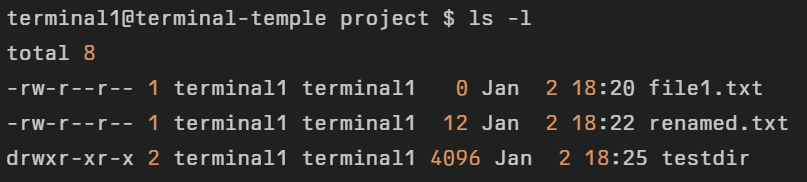 terminal1@terminal-temple project $ ls -l
total 8
-rw-r--r-- 1 terminal1 terminal1   0 Jan  2 18:20 file1.txt
-rw-r--r-- 1 terminal1 terminal1  12 Jan  2 18:22 renamed.txt
drwxr-xr-x 2 terminal1 terminal1 4096 Jan  2 18:25 testdir